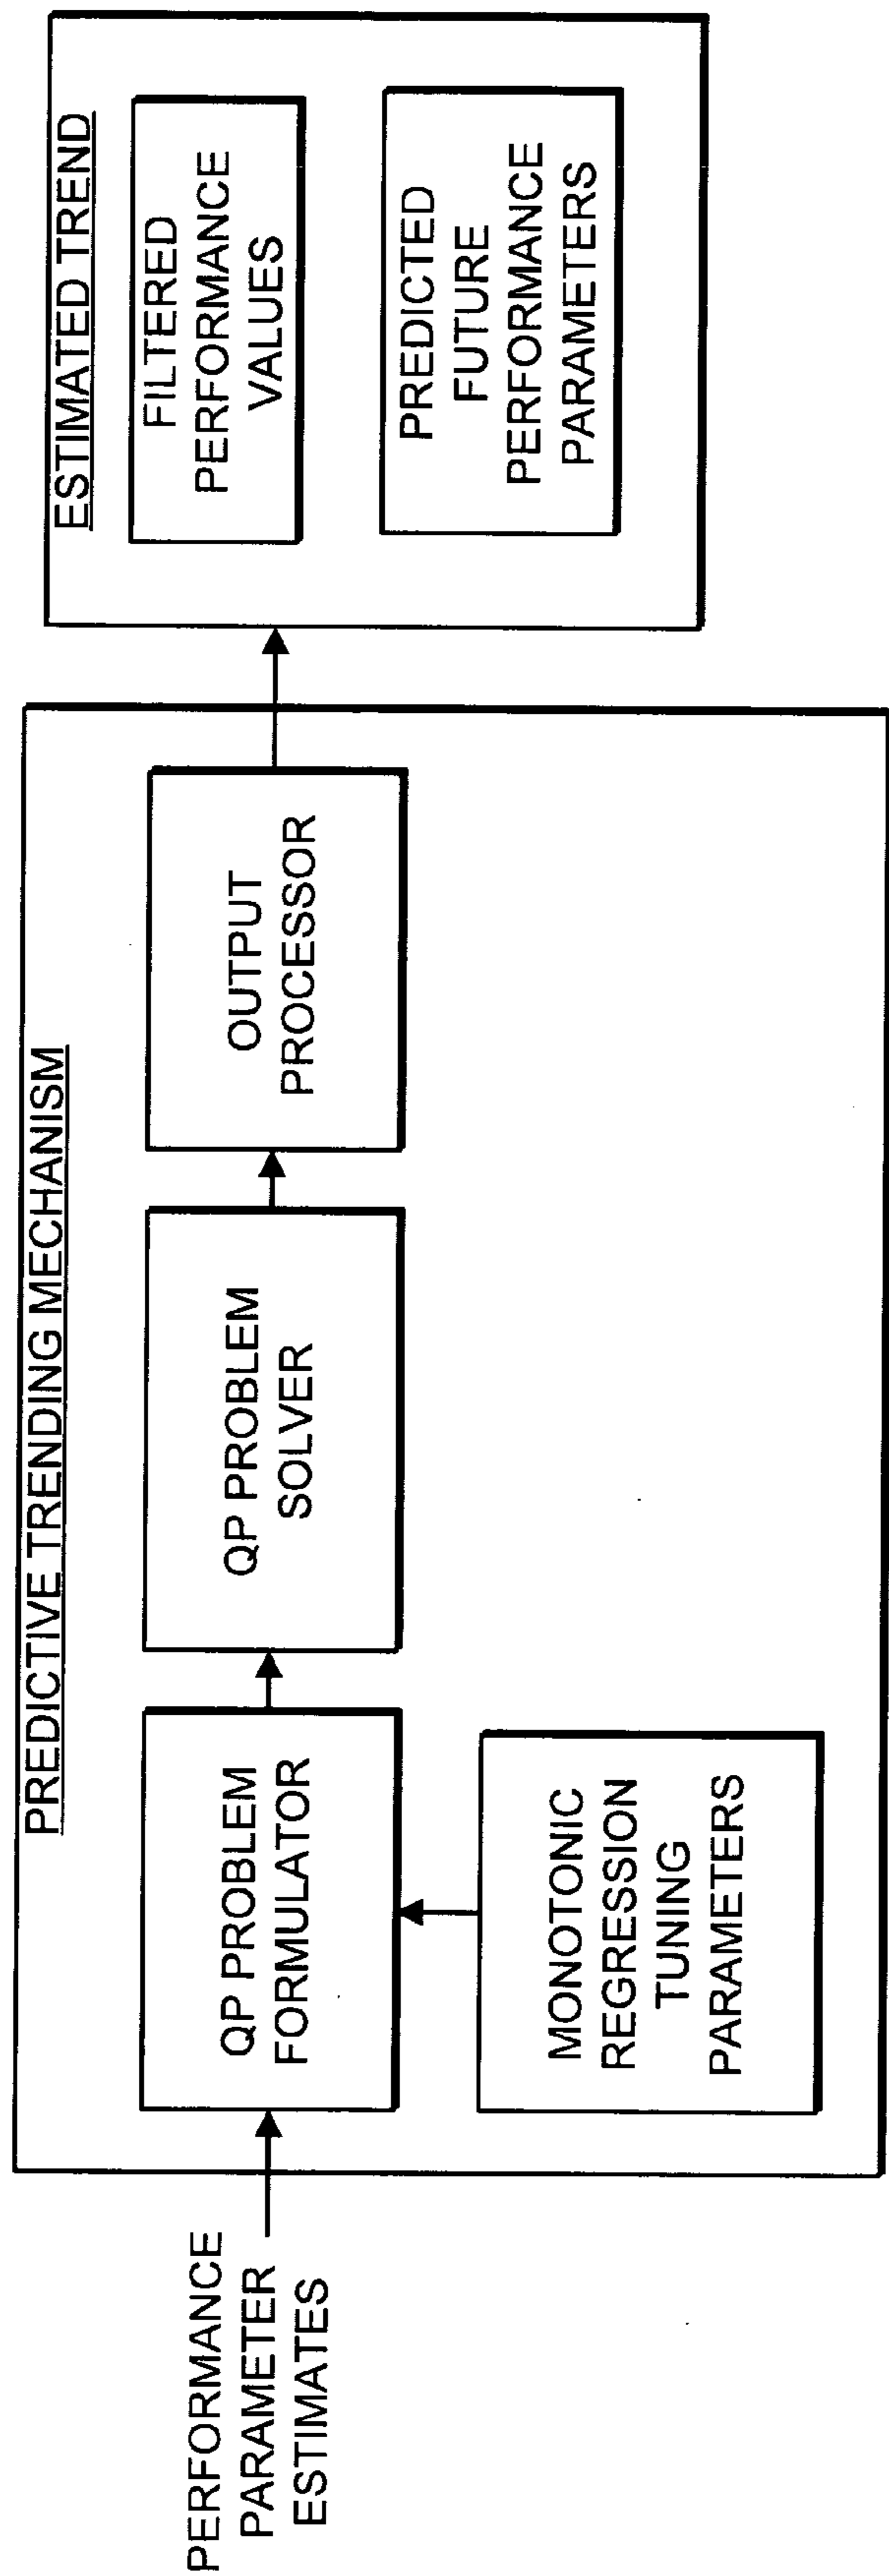 PERFORMANCE
PARAMETER
ESTIMATES
PREDICTIVE TRENDING MECHANISM
QP PROBLEM
FORMULATOR
MONOTONIC
REGRESSION
TUNING
PARAMETERS
QP PROBLEM
SOLVER
OUTPUT
PROCESSOR
ESTIMATED TREND
FILTERED
PERFORMANCE
VALUES
PREDICTED
FUTURE
PERFORMANCE
PARAMETERS